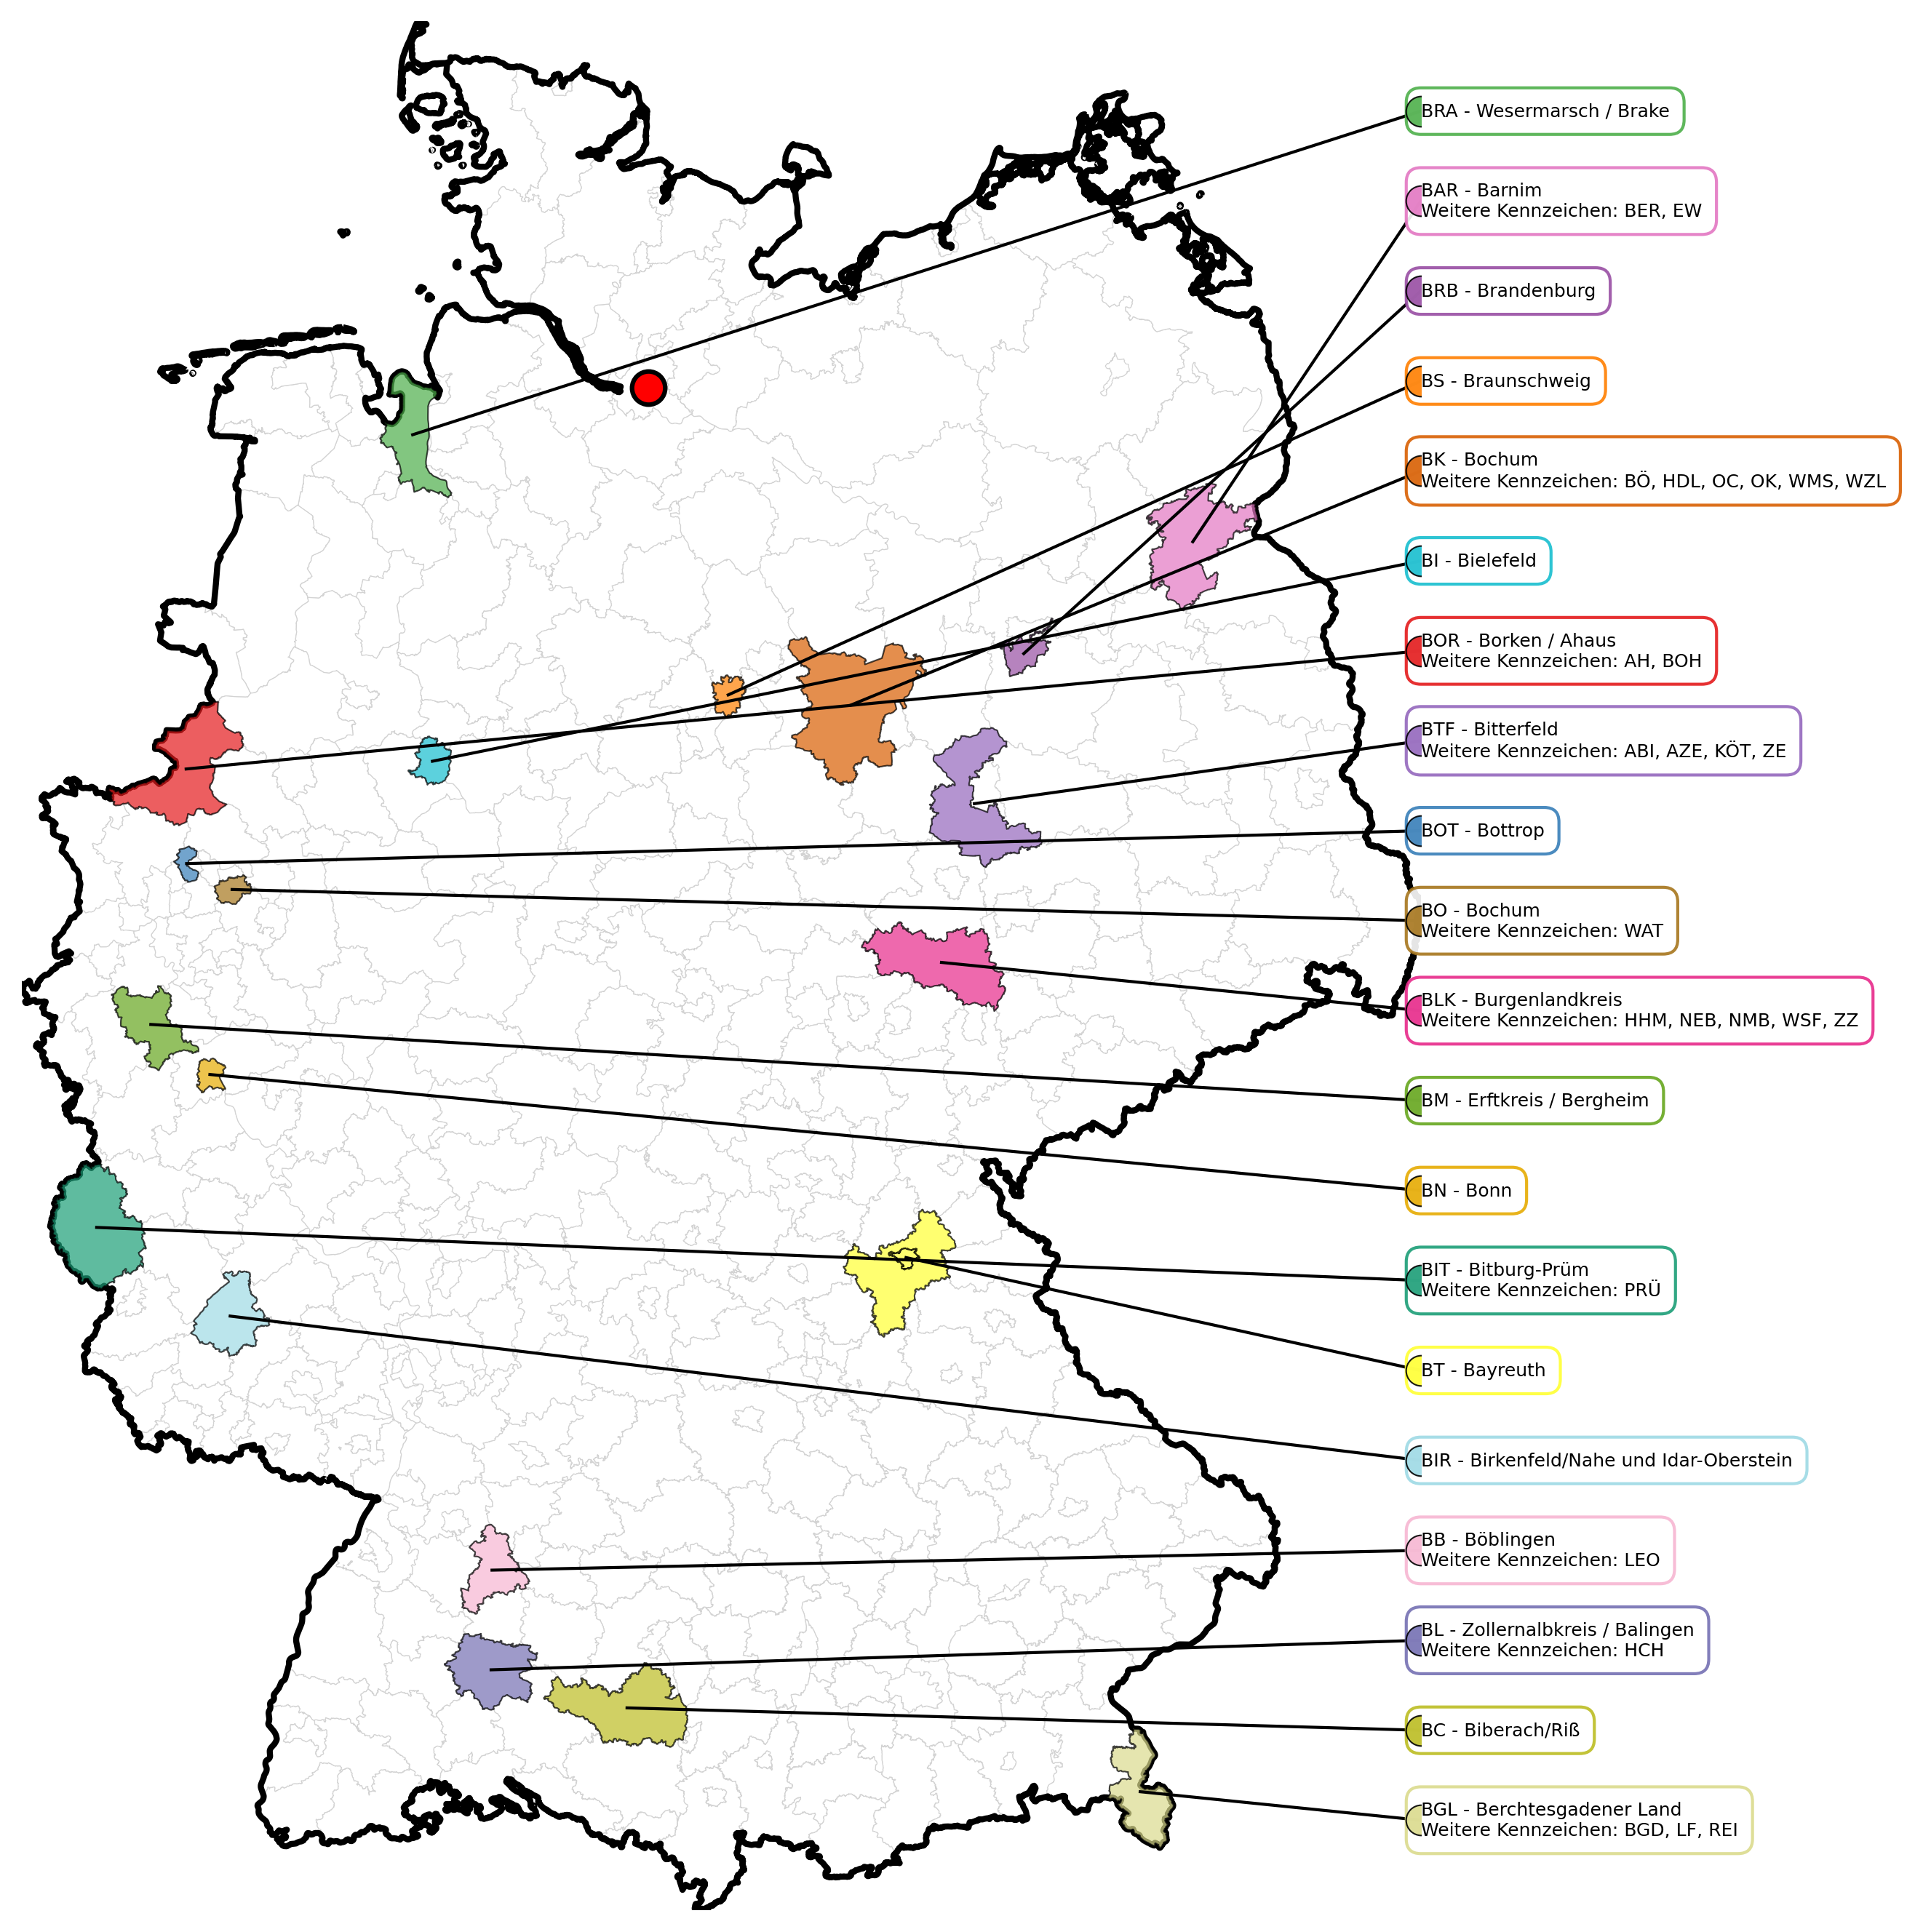 BRA - Wesermarsch / Brake
BAR - Barnim
Weitere Kennzeichen: BER, EW
BRB - Brandenburg
BS - Braunschweig
BK - Bochum
Weitere Kennzeichen: BÖ, HDL, OC, OK, WMS, WZL
BI - Bielefeld
BOR - Borken / Ahaus
Weitere Kennzeichen: AH, BOH
BTF - Bitterfeld
Weitere Kennzeichen: ABI, AZE, KÖT, ZE
BOT - Bottrop
BO - Bochum
Weitere Kennzeichen: WAT
BLK - Burgenlandkreis
Weitere Kennzeichen: HHM, NEB, NMB, WSF, ZZ
BM - Erftkreis / Bergheim
BN - Bonn
BIT - Bitburg-Prüm
Weitere Kennzeichen: PRÜ
BT - Bayreuth
BIR - Birkenfeld/Nahe und Idar-Oberstein
BB - Böblingen
Weitere Kennzeichen: LEO
BL - Zollernalbkreis / Balingen
Weitere Kennzeichen: HCH
BC - Biberach/Riß
BGL - Berchtesgadener Land
Weitere Kennzeichen: BGD, LF, REI